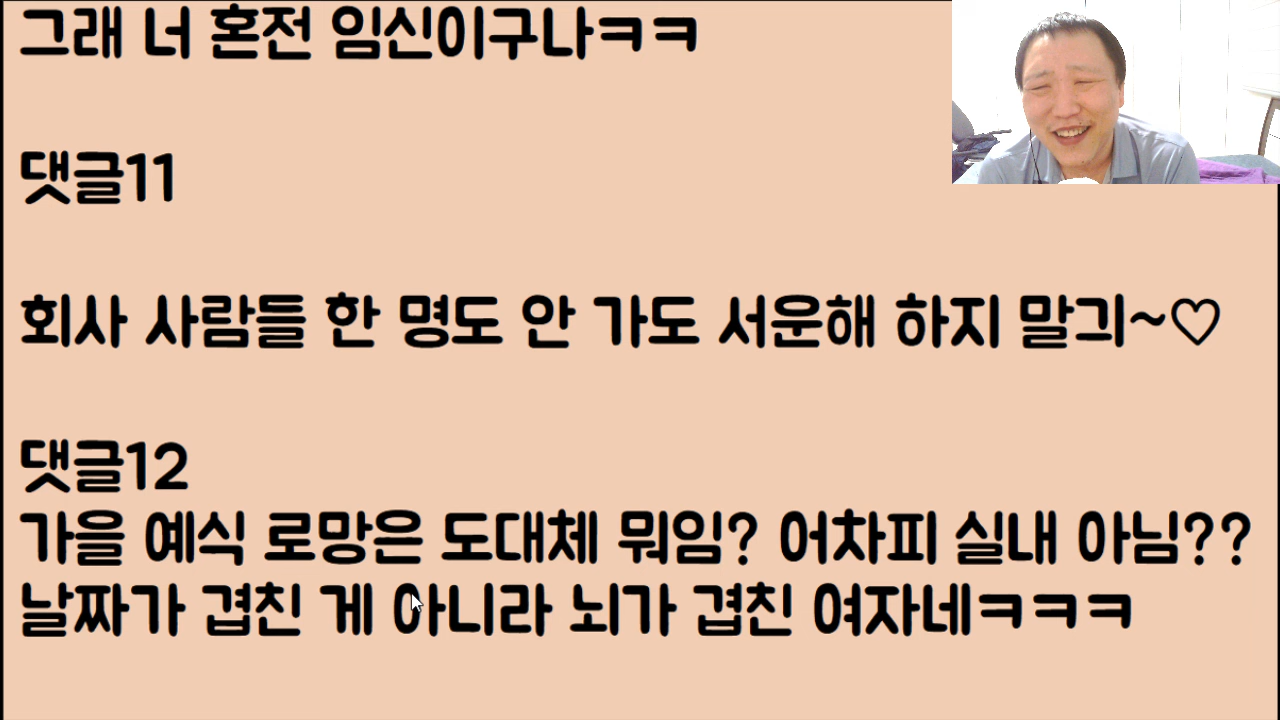 그래 너 혼전 임신이구나ㅋㅋ
댓글11
회사 사람들 한 명도 안 가도 서운해 하지 말긔~♡
댓글12
가을 예식 로망은 도대체 뭐임? 어차피 실내 아님??
날짜가 겹친 게 아니라 뇌가 겹친 여자네ㅋㅋㅋ